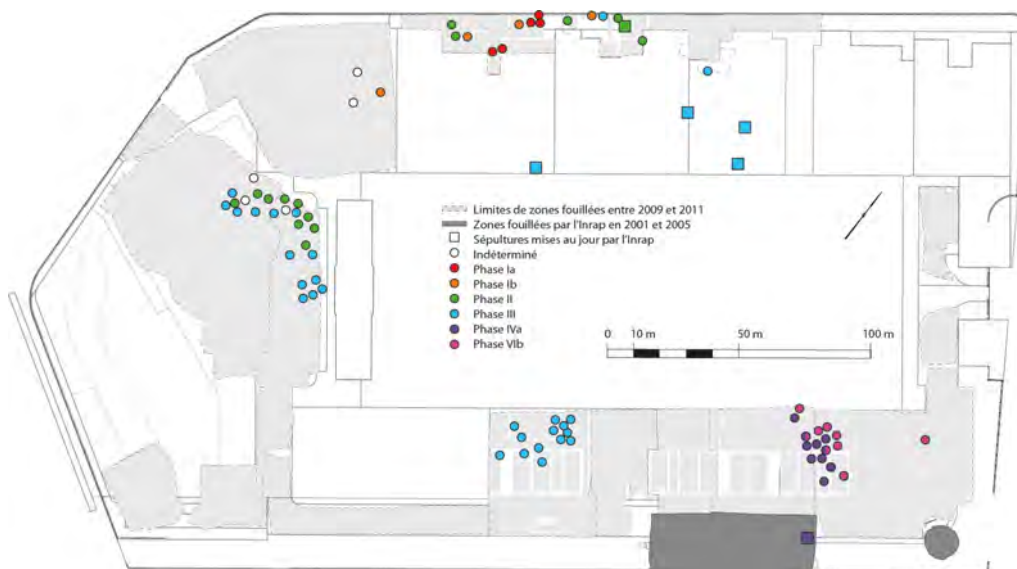 Limites de zones fouillées entre 2009 et 2011
Zones fouillées par l'Inrap en 2001 et 2005
Sépultures mises au jour par l'Inrap
Indéterminé
Phase Ia
Phase Ib
Phase II
Phase III
Phase IVa
Phase VIb
0 10 m 50 m 100 m